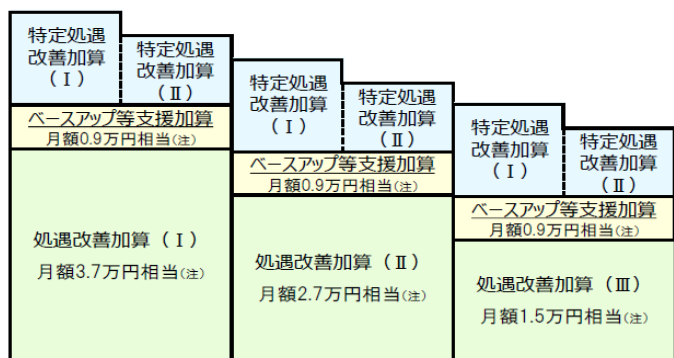 特定処遇
改善加算
（Ⅰ）
特定処遇
改善加算
（Ⅱ）
ベースアップ等支援加算
月額0.9万円相当(注)
処遇改善加算（Ⅰ）
月額3.7万円相当(注)
特定処遇
改善加算
（Ⅰ）
特定処遇
改善加算
（Ⅱ）
ベースアップ等支援加算
月額0.9万円相当(注)
処遇改善加算（Ⅱ）
月額2.7万円相当(注)
特定処遇
改善加算
（Ⅰ）
特定処遇
改善加算
（Ⅱ）
ベースアップ等支援加算
月額0.9万円相当(注)
処遇改善加算（Ⅲ）
月額1.5万円相当(注)